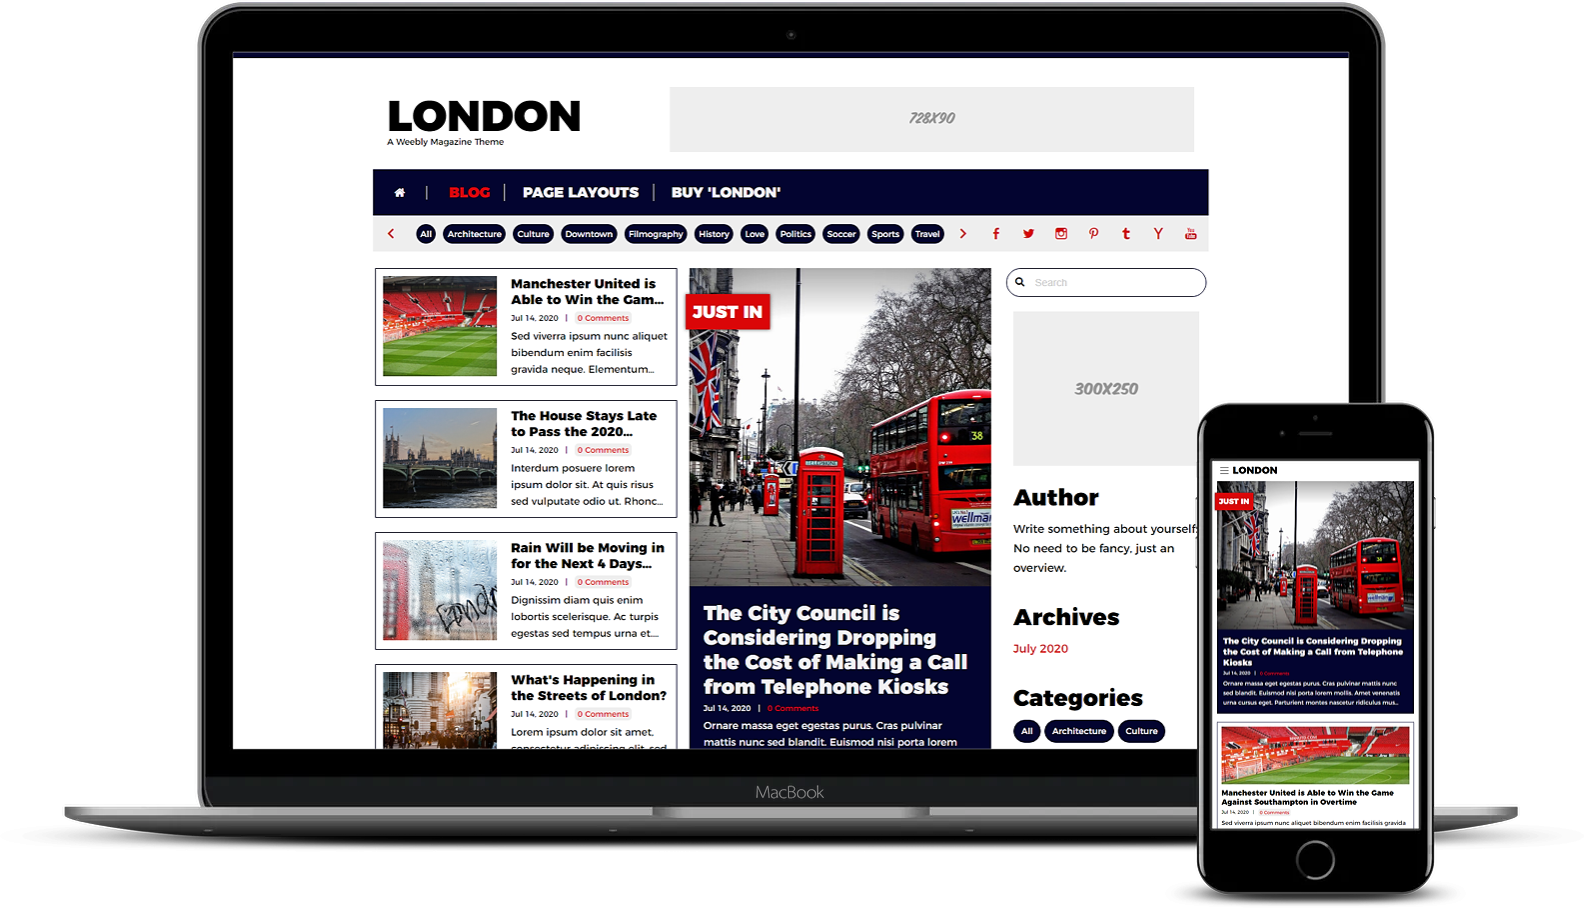 LONDON
A Weebly Magazine Theme
728X90
BLOG
PAGE LAYOUTS
BUY 'LONDON'
All
Architecture
Culture
Downtown
Filmography
History
Love
Politics
Soccer
Sports
Travel
You
Tube
Manchester United is
Able to Win the Gam...
Jul 14, 2020 | 0 Comments
Sed viverra ipsum nunc aliquet
bibendum enim facilisis
gravida neque. Elementum...
The House Stays Late
to Pass the 2020...
Jul 14, 2020 | 0 Comments
Interdum posuere lorem
ipsum dolor sit. At quis risus
sed vulputate odio ut. Rhonc...
Rain Will be Moving in
for the Next 4 Days...
Jul 14, 2020 | 0 Comments
Dignissim diam quis enim
lobortis scelerisque. Ac turpis
egestas sed tempus urna et....
What's Happening in
the Streets of London?
Jul 14, 2020 | 0 Comments
Lorem ipsum dolor sit amet,
consectetur adipiscing elit, sed
JUST IN
TELEPHONE
38
wellmar
The City Council is
Considering Dropping
the Cost of Making a Call
from Telephone Kiosks
Jul 14, 2020 | 0 Comments
Ornare massa eget egestas purus. Cras pulvinar
mattis nunc sed blandit. Euismod nisi porta lorem
Search
300X250
Author
Write something about yourself.
No need to be fancy, just an
overview.
Archives
July 2020
Categories
All
Architecture
Culture
MacBook
LONDON
JUST IN
38
The City Council is Considering Dropping
the Cost of Making a Call from Telephone
Kiosks
Jul 14, 2020 | 0 Comments
Ornare massa eget egestas purus. Cras pulvinar mattis nunc
sed blandit. Euismod nisi porta lorem mollis. Amet venenatis
urna cursus eget. Parturient montes nascetur ridiculus mus...
Manchester United is Able to Win the Game
Against Southampton in Overtime
Jul 14, 2020 | 0 Comments
Sed viverra ipsum nunc aliquet bibendum enim facilisis gravida